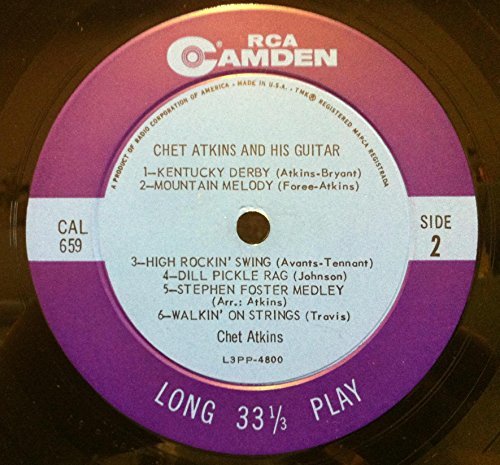 RCA
CAMDEN
A PRODUCT OF RADIO CORPORATION OF AMERICA • MADE IN U.S.A. • TMK® REGISTERED MARCA REGISTRADA
CHET ATKINS AND HIS GUITAR
1—KENTUCKY DERBY (Atkins-Bryant)
2—MOUNTAIN MELODY (Foree-Atkins)
CAL
659
SIDE
2
3—HIGH ROCKIN' SWING (Avants-Tennant)
4—DILL PICKLE RAG (Johnson)
5—STEPHEN FOSTER MEDLEY
(Arr.: Atkins)
6—WALKIN' ON STRINGS (Travis)
Chet Atkins
L3PP-4800
LONG 33⅓ PLAY